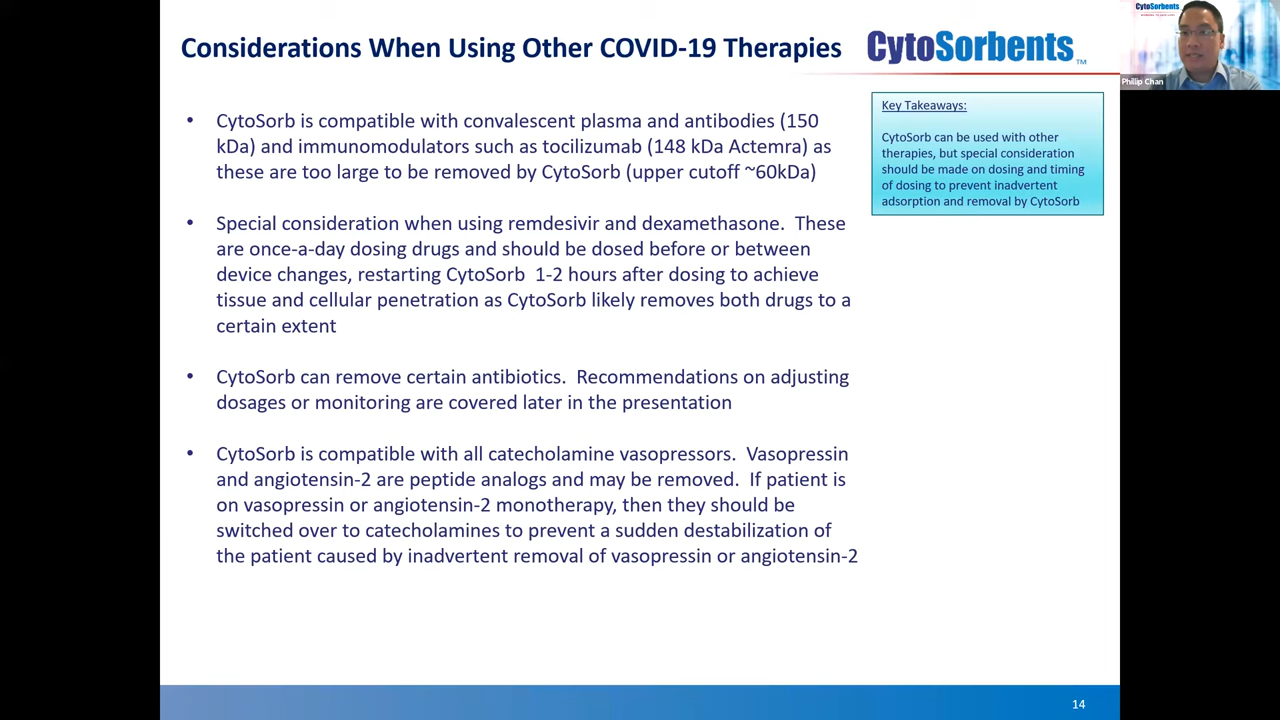 Considerations When Using Other COVID-19 Therapies
CytoSorbents™
CytoSorbents
Philip Chan
• CytoSorb is compatible with convalescent plasma and antibodies (150
kDa) and immunomodulators such as tocilizumab (148 kDa Actemra) as
these are too large to be removed by CytoSorb (upper cutoff ~60kDa)
• Special consideration when using remdesivir and dexamethasone.  These
are once-a-day dosing drugs and should be dosed before or between
device changes, restarting CytoSorb  1-2 hours after dosing to achieve
tissue and cellular penetration as CytoSorb likely removes both drugs to a
certain extent
• CytoSorb can remove certain antibiotics.  Recommendations on adjusting
dosages or monitoring are covered later in the presentation
• CytoSorb is compatible with all catecholamine vasopressors.  Vasopressin
and angiotensin-2 are peptide analogs and may be removed.  If patient is
on vasopressin or angiotensin-2 monotherapy, then they should be
switched over to catecholamines to prevent a sudden destabilization of
the patient caused by inadvertent removal of vasopressin or angiotensin-2
Key Takeaways:
CytoSorb can be used with other
therapies, but special consideration
should be made on dosing and timing
of dosing to prevent inadvertent
adsorption and removal by CytoSorb
14